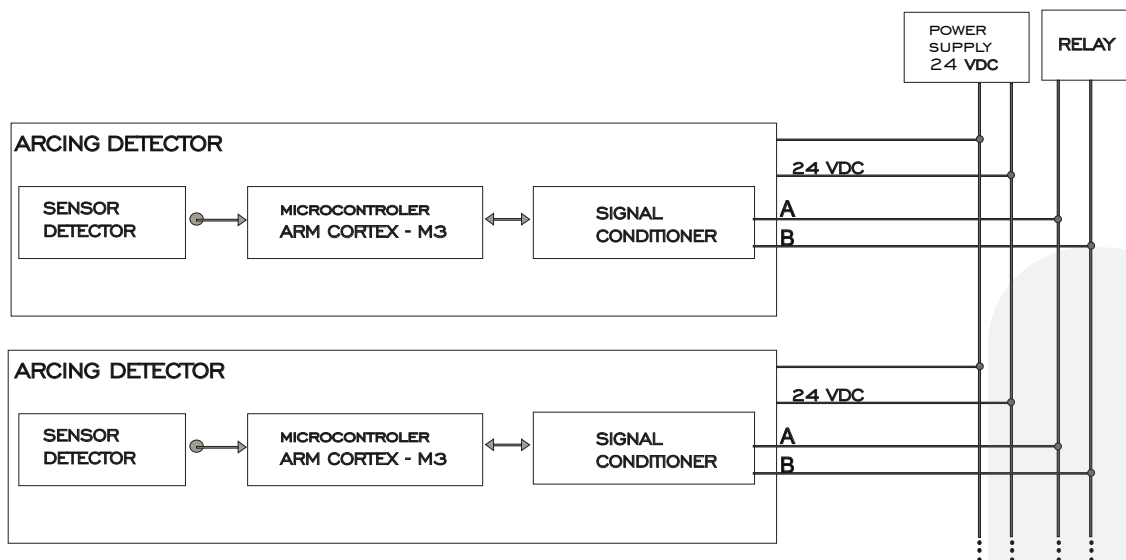 POWER
SUPPLY
24 VDC
RELAY
ARCING DETECTOR
24 VDC
SENSOR
DETECTOR
MICROCONTROLER
ARM CORTEX - M3
SIGNAL
CONDITIONER
A
B
ARCING DETECTOR
24 VDC
SENSOR
DETECTOR
MICROCONTROLER
ARM CORTEX - M3
SIGNAL
CONDITIONER
A
B